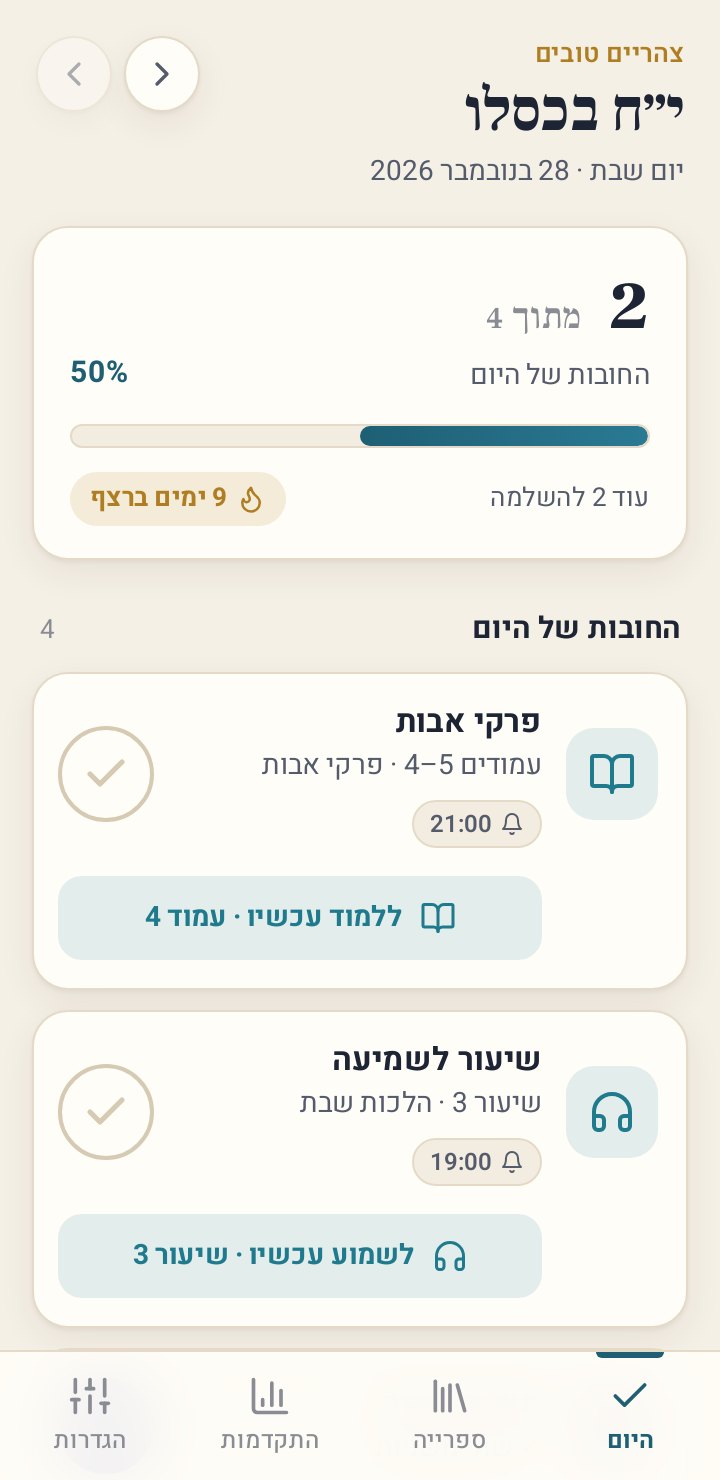 צהריים טובים
י״ח בכסלו
יום שבת · 28 בנובמבר 2026
2 מתוך 4
החובות של היום
50%
עוד 2 להשלמה
9 ימים ברצף
החובות של היום
4
פרקי אבות
עמודים 4–5 · פרקי אבות
21:00
ללמוד עכשיו · עמוד 4
שיעור לשמיעה
שיעור 3 · הלכות שבת
19:00
לשמוע עכשיו · שיעור 3
היום
ספרייה
התקדמות
הגדרות